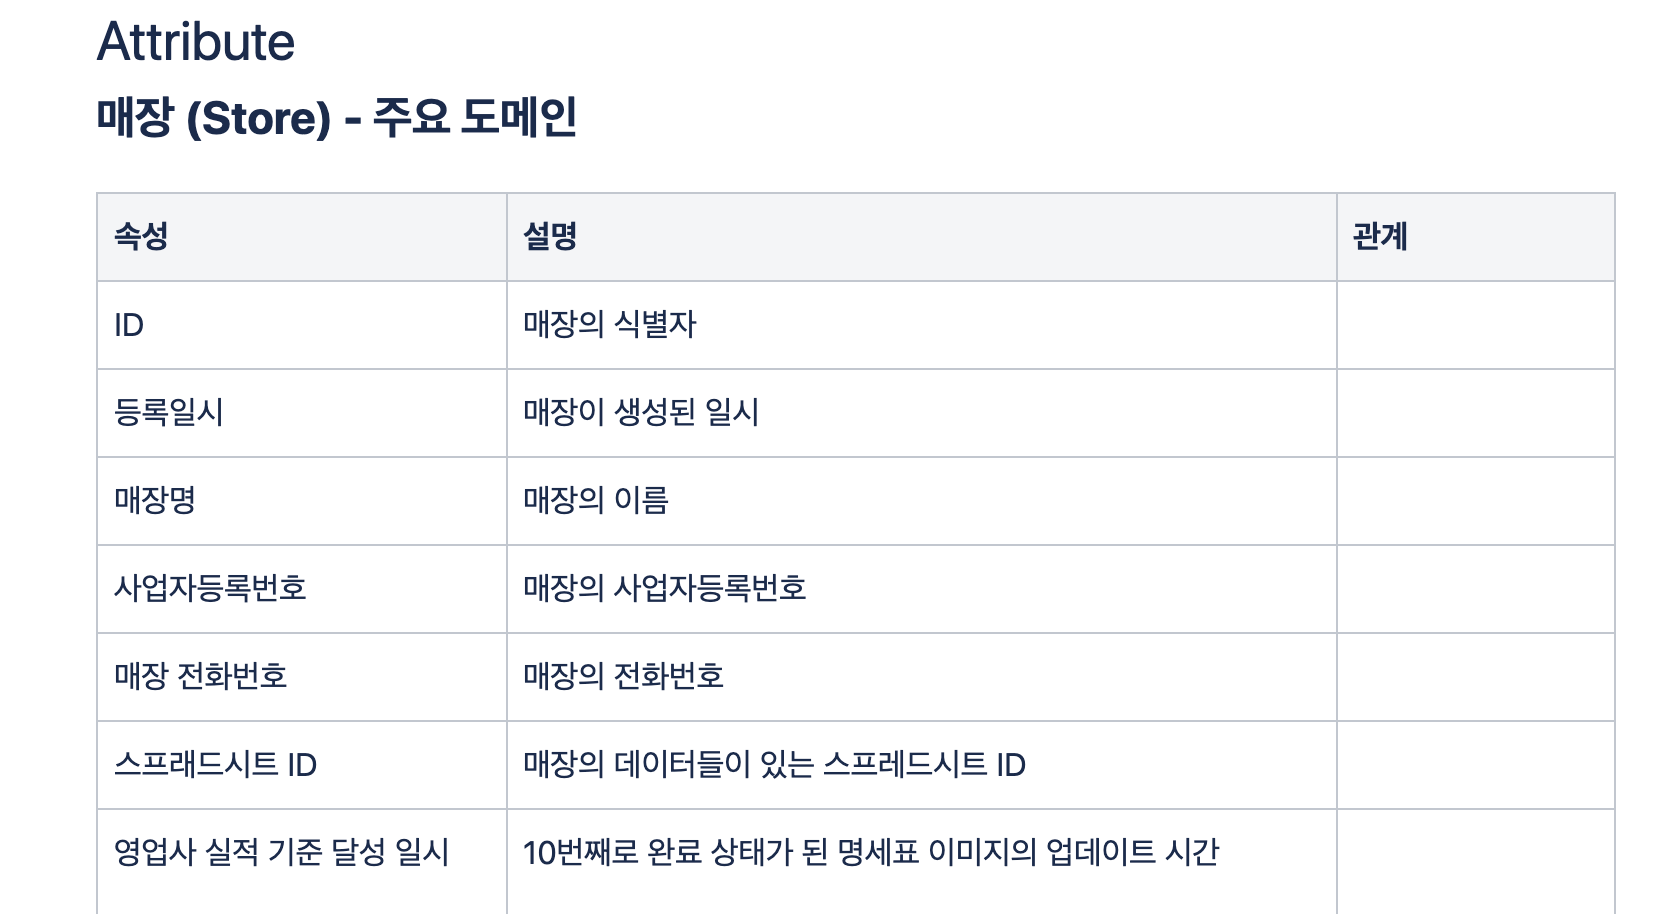 Attribute
매장 (Store) - 주요 도메인
속성 설명 관계
ID 매장의 식별자
등록일시 매장이 생성된 일시
매장명 매장의 이름
사업자등록번호 매장의 사업자등록번호
매장 전화번호 매장의 전화번호
스프래드시트 ID 매장의 데이터들이 있는 스프레드시트 ID
영업사 실적 기준 달성 일시 10번째로 완료 상태가 된 명세표 이미지의 업데이트 시간